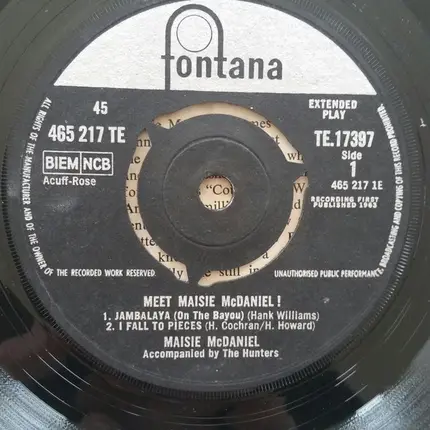 fontana
45
465 217 TE
BIEM NCB
Acuff-Rose
EXTENDED
PLAY
TE.17397
Side
1
465 217 1E
RECORDING FIRST
PUBLISHED 1963
ALL RIGHTS OF THE MANUFACTURER AND OF THE OWNER OF THE RECORDED WORK RESERVED
UNAUTHORISED PUBLIC PERFORMANCE, BROADCASTING AND COPYING OF THIS RECORD PROHIBITED.
MEET MAISIE McDANIEL!
1. JAMBALAYA (On The Bayou) (Hank Williams)
2. I FALL TO PIECES (H. Cochran/H. Howard)
MAISIE McDANIEL
Accompanied by The Hunters